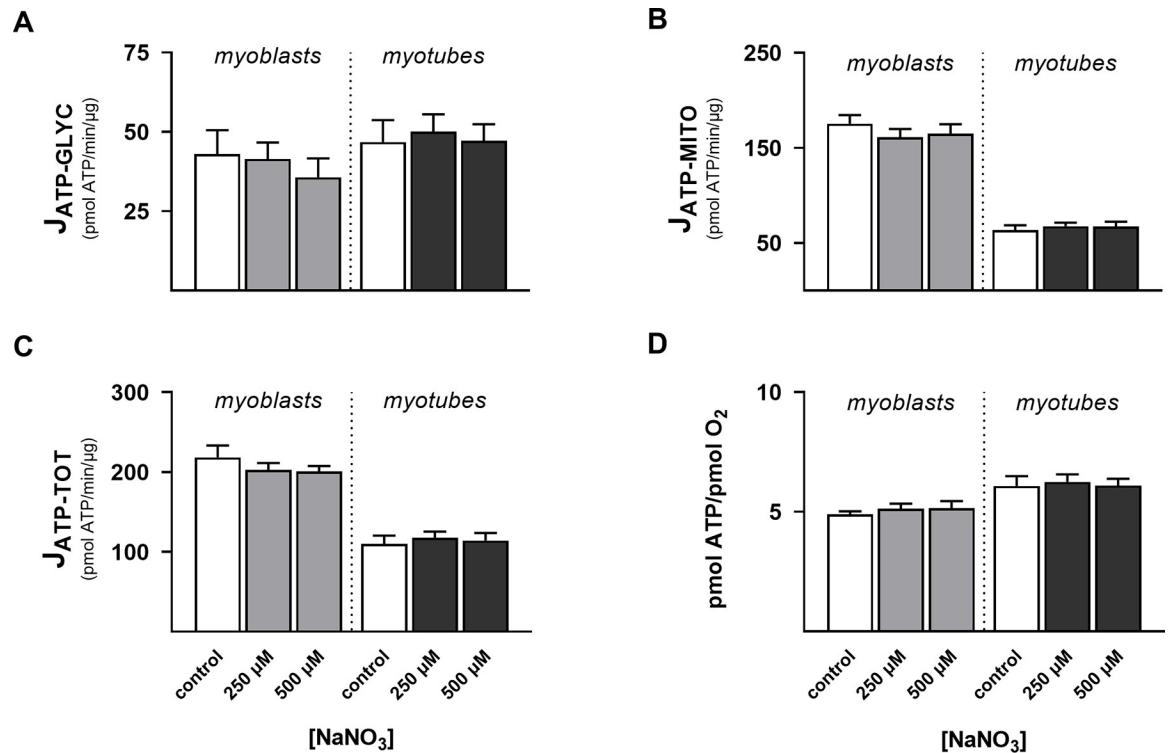 A
75
50
25
myoblasts
myotubes
J_ATP-GLYC
(pmol ATP/min/µg)
B
250
150
50
myoblasts
myotubes
J_ATP-MITO
(pmol ATP/min/µg)
C
300
200
100
myoblasts
myotubes
J_ATP-TOT
(pmol ATP/min/µg)
control
250 µM
500 µM
control
250 µM
500 µM
[NaNO₃]
D
10
5
myoblasts
myotubes
pmol ATP/pmol O₂
control
250 µM
500 µM
control
250 µM
500 µM
[NaNO₃]